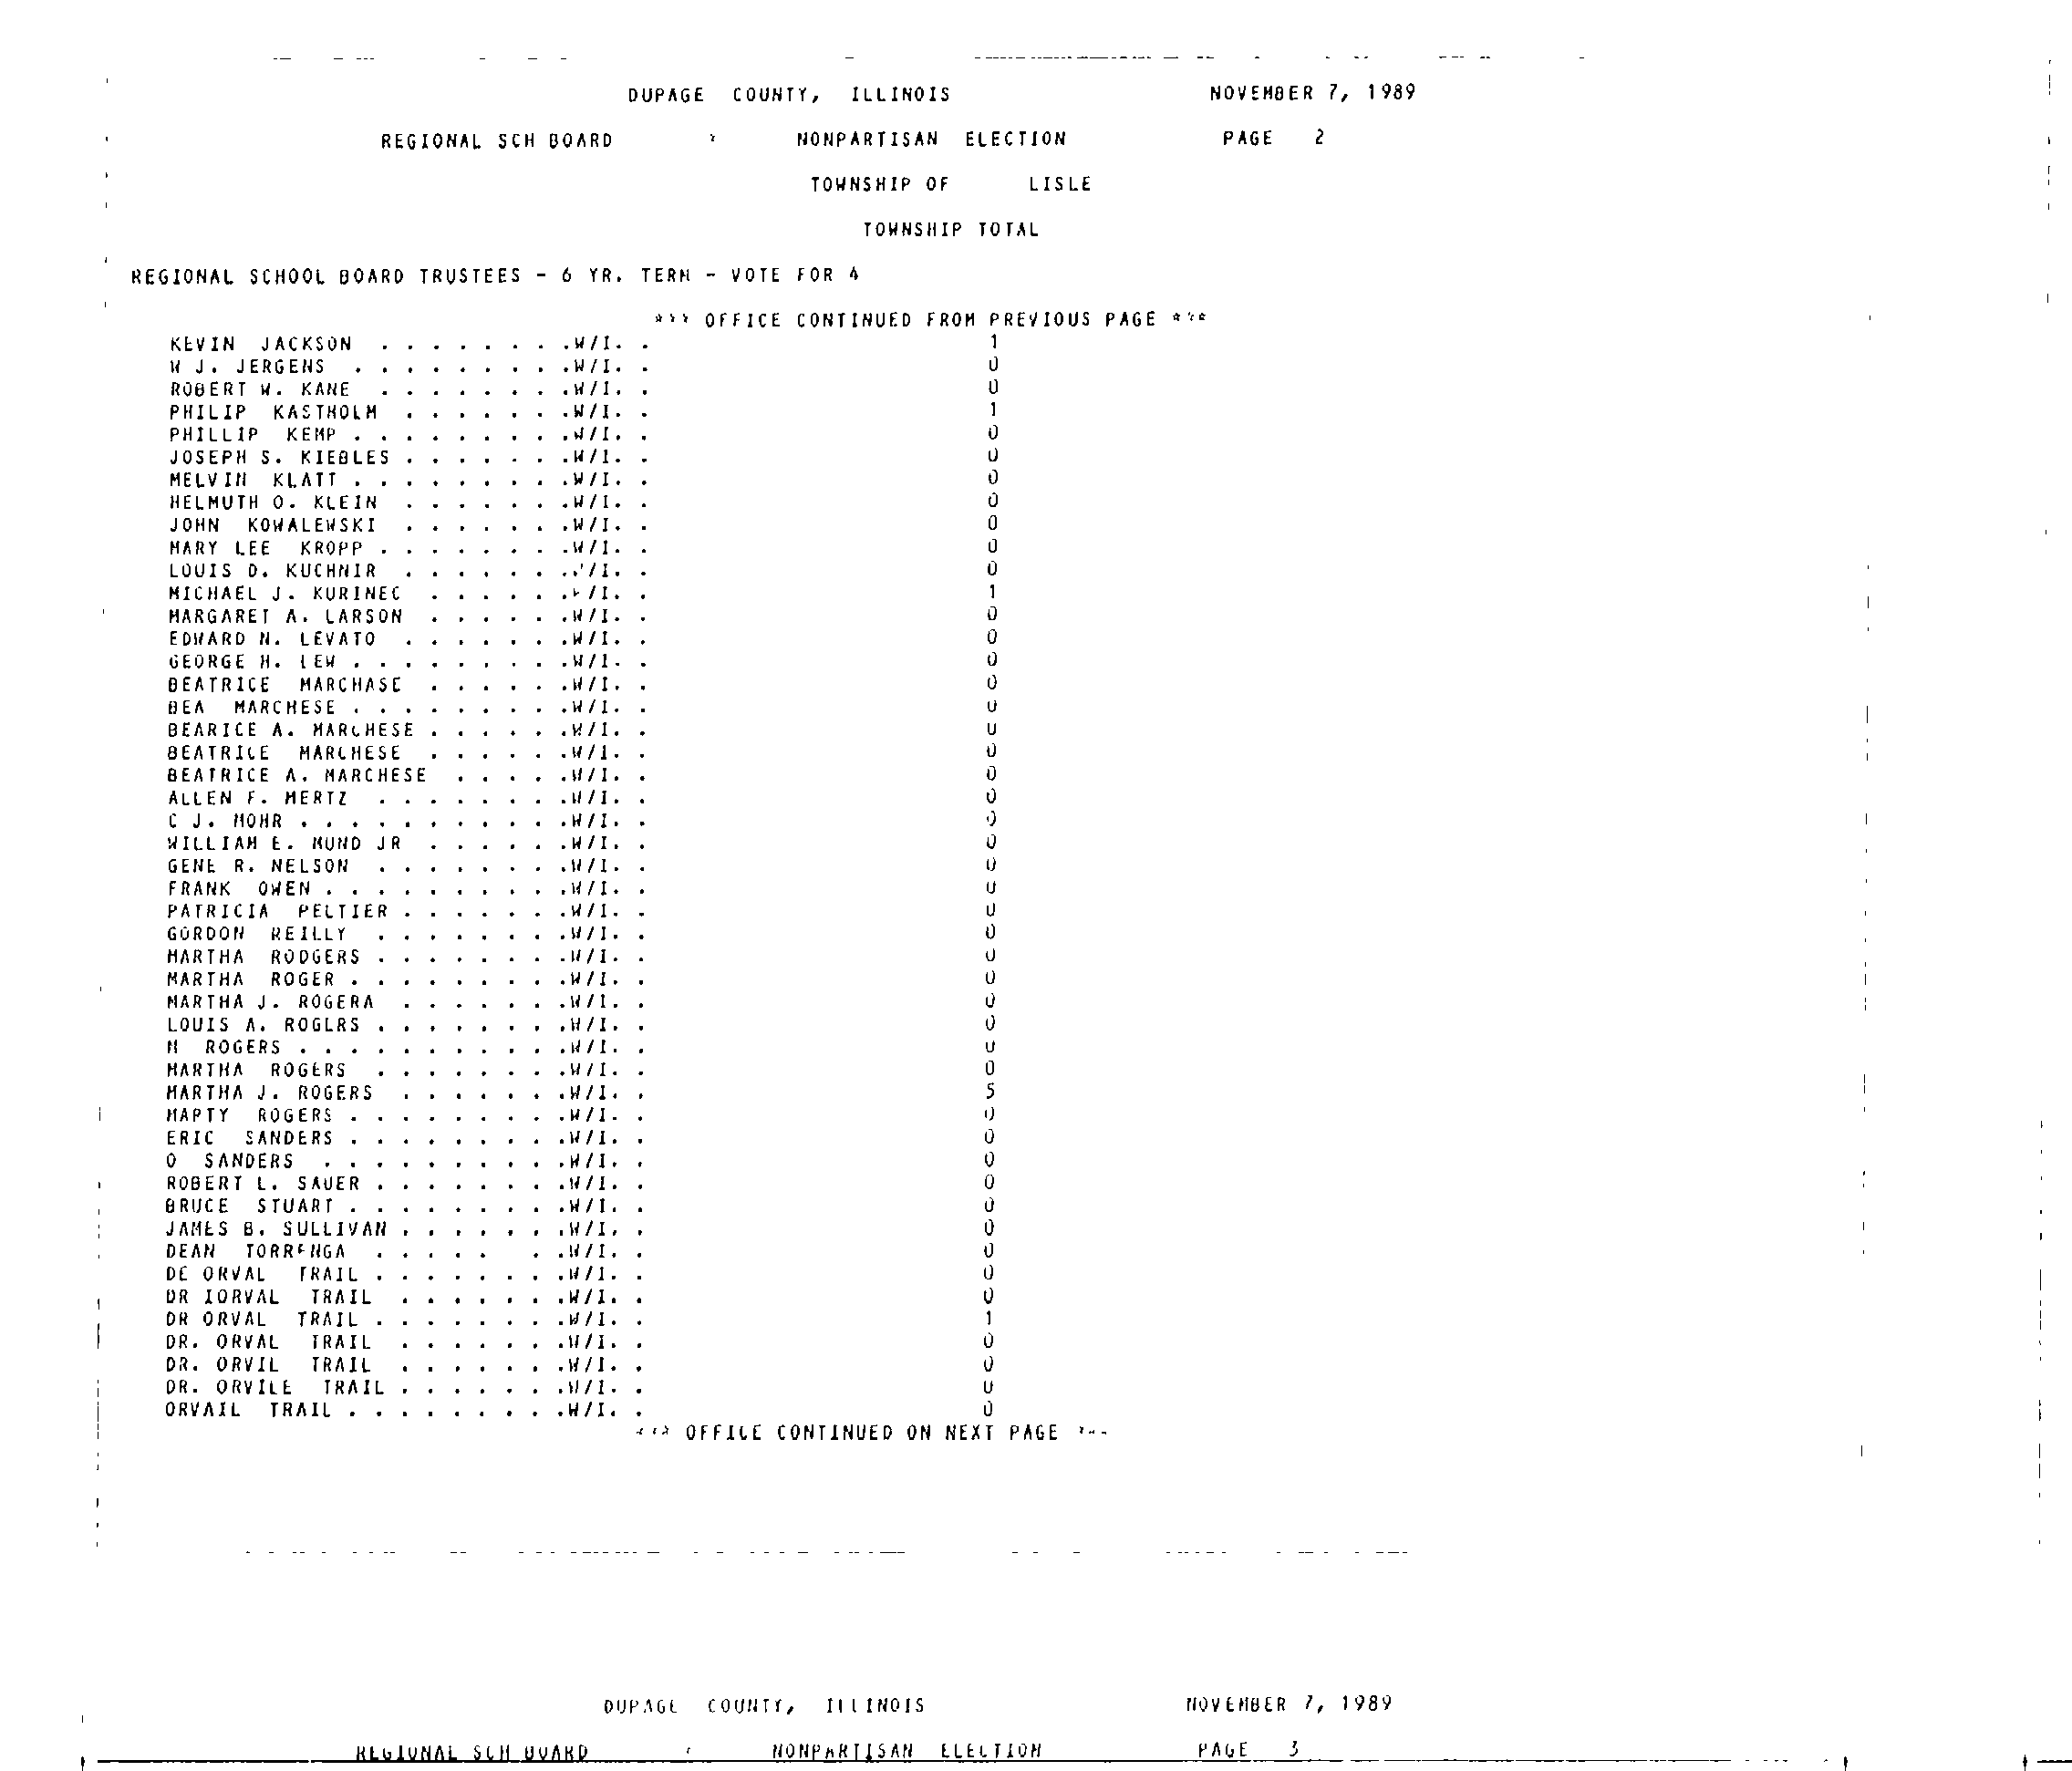 DUPAGE COUNTY, ILLINOIS NOVEMBER 7, 1989
REGIONAL SCH BOARD NONPARTISAN ELECTION PAGE 2
TOWNSHIP OF LISLE
TOWNSHIP TOTAL
REGIONAL SCHOOL BOARD TRUSTEES - 6 YR. TERM - VOTE FOR 4
*** OFFICE CONTINUED FROM PREVIOUS PAGE ***
KEVIN JACKSON . . . . . . . .W/I. . 1
W J. JERGENS . . . . . . . . .W/I. . 0
ROBERT W. KANE . . . . . . . .W/I. . 0
PHILIP KASTHOLM . . . . . . .W/I. . 1
PHILLIP KEMP . . . . . . . . .W/I. . 0
JOSEPH S. KIEBLES . . . . . . .W/I. . 0
MELVIN KLATT . . . . . . . . .W/I. . 0
HELMUTH O. KLEIN . . . . . . .W/I. . 0
JOHN KOWALEWSKI . . . . . . .W/I. . 0
MARY LEE KROPP . . . . . . . .W/I. . 0
LOUIS D. KUCHNIR . . . . . . ../I. . 0
MICHAEL J. KURINEC . . . . . ./I. . 1
MARGARET A. LARSON . . . . . .W/I. . 0
EDWARD N. LEVATO . . . . . . .W/I. . 0
GEORGE H. LEW . . . . . . . . .W/I. . 0
BEATRICE MARCHASE . . . . . .W/I. . 0
BEA MARCHESE . . . . . . . . .W/I. . 0
BEARICE A. MARCHESE . . . . . .W/I. . 0
BEATRICE MARCHESE . . . . . .W/I. . 0
BEATRICE A. MARCHESE . . . . .W/I. . 0
ALLEN F. MERTZ . . . . . . . .W/I. . 0
C J. MOHR . . . . . . . . . . .W/I. . 0
WILLIAM E. MUND JR . . . . . .W/I. . 0
GENE R. NELSON . . . . . . . .W/I. . 0
FRANK OWEN . . . . . . . . . .W/I. . 0
PATRICIA PELTIER . . . . . . .W/I. . 0
GORDON REILLY . . . . . . . .W/I. . 0
MARTHA RODGERS . . . . . . . .W/I. . 0
MARTHA ROGER . . . . . . . . .W/I. . 0
MARTHA J. ROGERA . . . . . . .W/I. . 0
LOUIS A. ROGERS . . . . . . . .W/I. . 0
M ROGERS . . . . . . . . . . .W/I. . 0
MARTHA ROGERS . . . . . . . .W/I. . 0
MARTHA J. ROGERS . . . . . . .W/I. . 5
MARTY ROGERS . . . . . . . . .W/I. . 0
ERIC SANDERS . . . . . . . . .W/I. . 0
O SANDERS . . . . . . . . . .W/I. . 0
ROBERT L. SAUER . . . . . . . .W/I. . 0
BRUCE STUART . . . . . . . . .W/I. . 0
JAMES B. SULLIVAN . . . . . . .W/I. . 0
DEAN TORRENGA . . . . . . . .W/I. . 0
DE ORVAL TRAIL . . . . . . . .W/I. . 0
DR IORVAL TRAIL . . . . . . .W/I. . 0
DR ORVAL TRAIL . . . . . . . .W/I. . 1
DR. ORVAL TRAIL . . . . . . .W/I. . 0
DR. ORVIL TRAIL . . . . . . .W/I. . 0
DR. ORVILE TRAIL . . . . . . .W/I. . 0
ORVAIL TRAIL . . . . . . . . .W/I. . 0
*** OFFICE CONTINUED ON NEXT PAGE ***
DUPAGE COUNTY, ILLINOIS NOVEMBER 7, 1989
REGIONAL SCH BOARD NONPARTISAN ELECTION PAGE 3